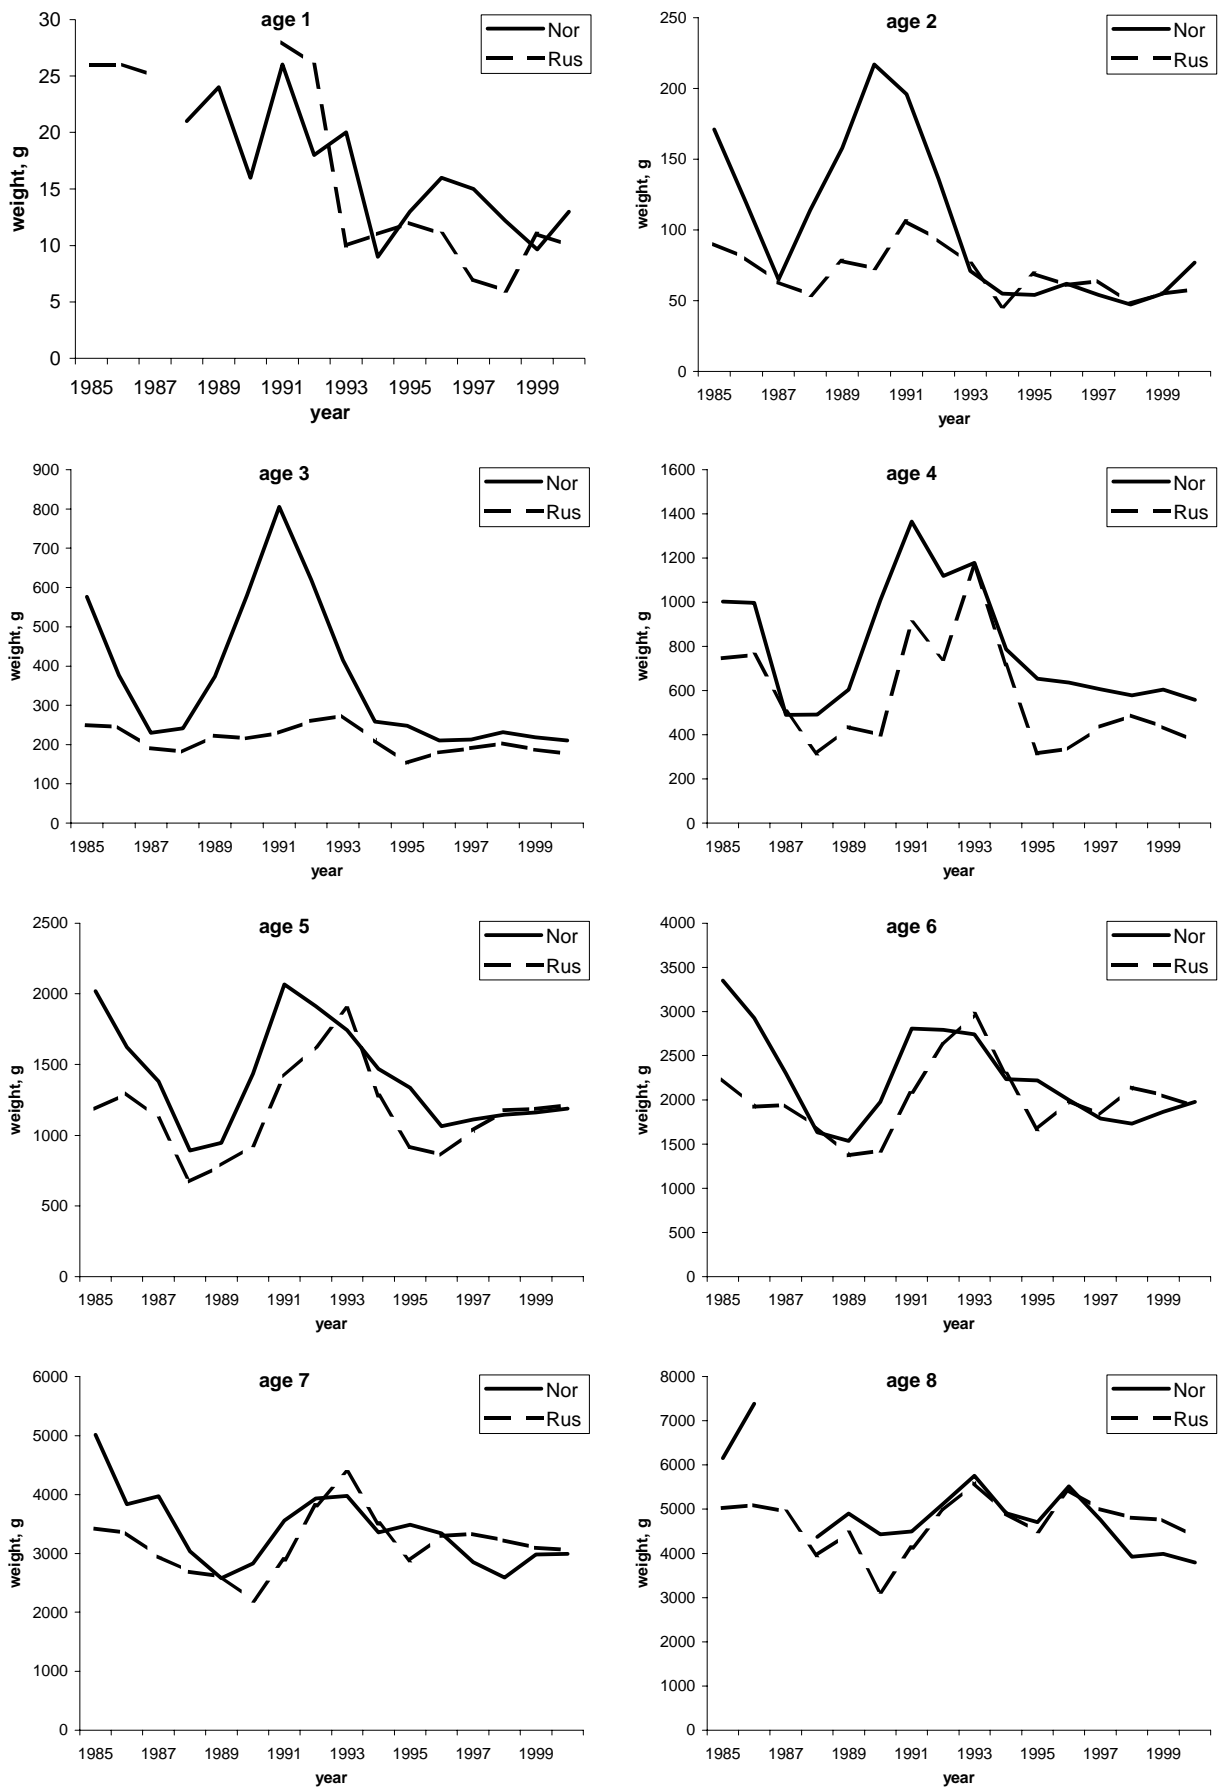 age 1
Nor
Rus
30
25
20
15
10
5
0
weight, g
1985 1987 1989 1991 1993 1995 1997 1999
year
age 2
Nor
Rus
250
200
150
100
50
0
weight, g
1985 1987 1989 1991 1993 1995 1997 1999
year
age 3
Nor
Rus
900
800
700
600
500
400
300
200
100
0
weight, g
1985 1987 1989 1991 1993 1995 1997 1999
year
age 4
Nor
Rus
1600
1400
1200
1000
800
600
400
200
0
weight, g
1985 1987 1989 1991 1993 1995 1997 1999
year
age 5
Nor
Rus
2500
2000
1500
1000
500
0
weight, g
1985 1987 1989 1991 1993 1995 1997 1999
year
age 6
Nor
Rus
4000
3500
3000
2500
2000
1500
1000
500
0
weight, g
1985 1987 1989 1991 1993 1995 1997 1999
year
age 7
Nor
Rus
6000
5000
4000
3000
2000
1000
0
weight, g
1985 1987 1989 1991 1993 1995 1997 1999
year
age 8
Nor
Rus
8000
7000
6000
5000
4000
3000
2000
1000
0
weight, g
1985 1987 1989 1991 1993 1995 1997 1999
year